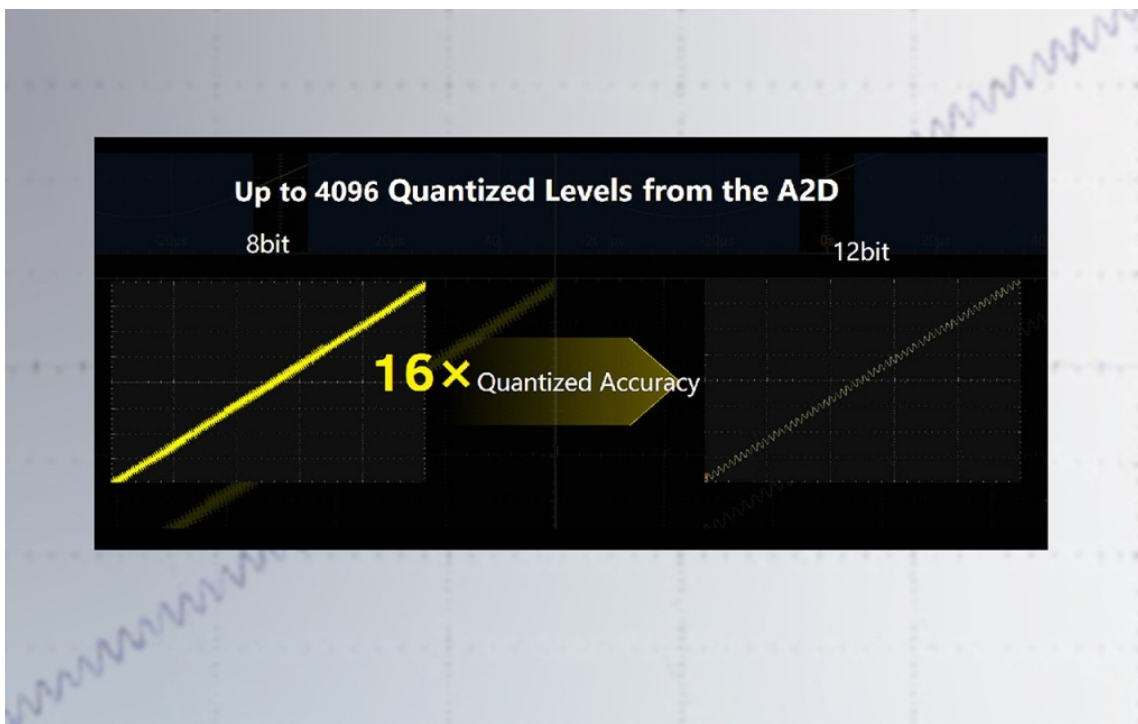 Up to 4096 Quantized Levels from the A2D
8bit
12bit
16× Quantized Accuracy